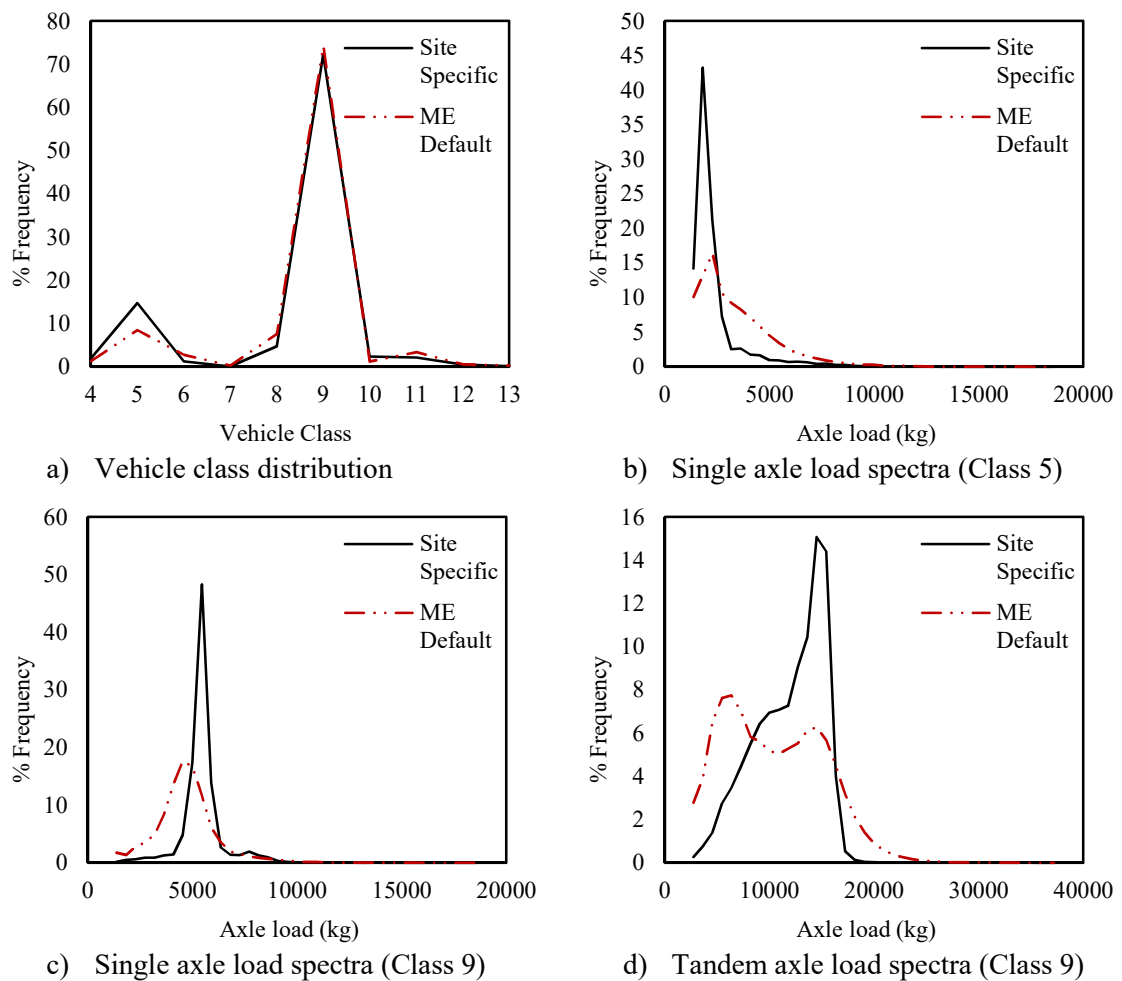 80
70
60
50
40
30
20
10
0
% Frequency
4 5 6 7 8 9 10 11 12 13
Vehicle Class
Site
Specific
ME
Default
a) Vehicle class distribution
50
45
40
35
30
25
20
15
10
5
0
% Frequency
0 5000 10000 15000 20000
Axle load (kg)
Site
Specific
ME
Default
b) Single axle load spectra (Class 5)
60
50
40
30
20
10
0
% Frequency
0 5000 10000 15000 20000
Axle load (kg)
Site
Specific
ME
Default
c) Single axle load spectra (Class 9)
16
14
12
10
8
6
4
2
0
% Frequency
0 10000 20000 30000 40000
Axle load (kg)
Site
Specific
ME
Default
d) Tandem axle load spectra (Class 9)